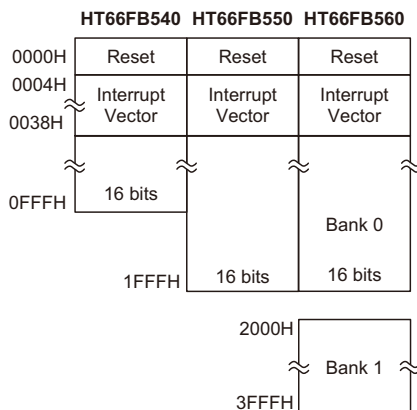 HT66FB540 HT66FB550 HT66FB560
0000H Reset Reset Reset
0004H
Interrupt Interrupt Interrupt
Vector Vector Vector
0038H
16 bits
0FFFH
Bank 0
1FFFH 16 bits 16 bits
2000H
Bank 1
3FFFH